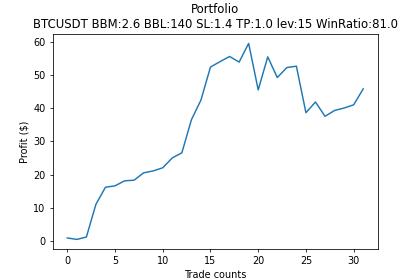 Portfolio
BTCUSDT BBM:2.6 BBL:140 SL:1.4 TP:1.0 lev:15 WinRatio:81.0
60
50
40
30
20
10
0
Profit ($)
0 5 10 15 20 25 30
Trade counts